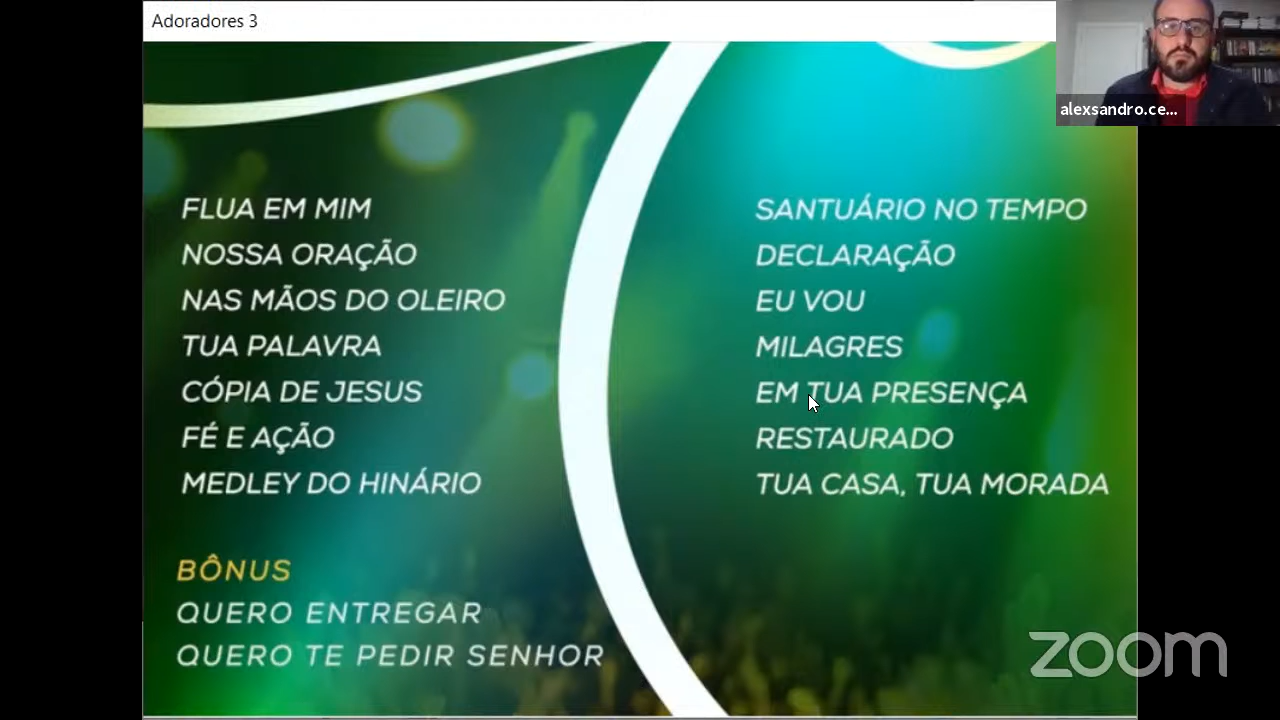 Adoradores 3
alexsandro.ce...
FLUA EM MIM
NOSSA ORAÇÃO
NAS MÃOS DO OLEIRO
TUA PALAVRA
CÓPIA DE JESUS
FÉ E AÇÃO
MEDLEY DO HINÁRIO
BÔNUS
QUERO ENTREGAR
QUERO TE PEDIR SENHOR
SANTUÁRIO NO TEMPO
DECLARAÇÃO
EU VOU
MILAGRES
EM TUA PRESENÇA
RESTAURADO
TUA CASA, TUA MORADA
zoom